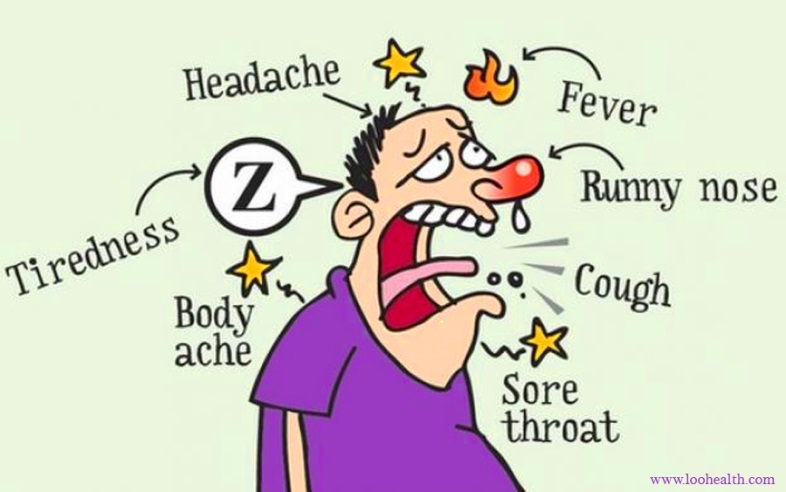 Headache
Fever
Z
Runny nose
Tiredness
Cough
Body
ache
Sore
throat
www.loohealth.com